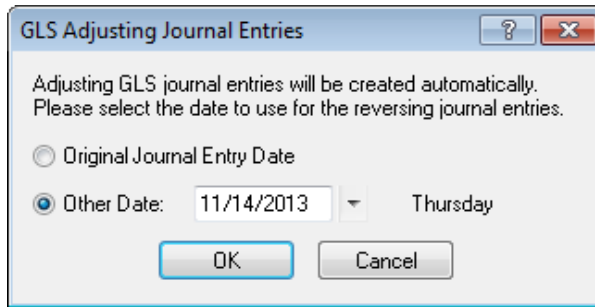 GLS Adjusting Journal Entries
Adjusting GLS journal entries will be created automatically.
Please select the date to use for the reversing journal entries.
Original Journal Entry Date
Other Date: 11/14/2013 Thursday
OK Cancel